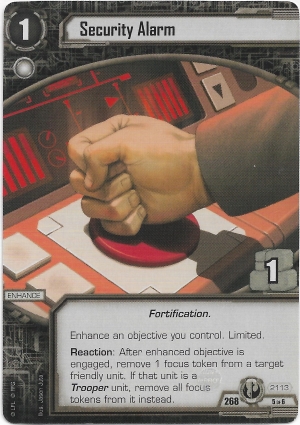 1
Security Alarm
1
ENHANCE
Fortification.
Enhance an objective you control. Limited.
Reaction: After enhanced objective is
engaged, remove 1 focus token from a target
friendly unit. If that unit is a
Trooper unit, remove all focus
tokens from it instead.
2113
268
5 of 6